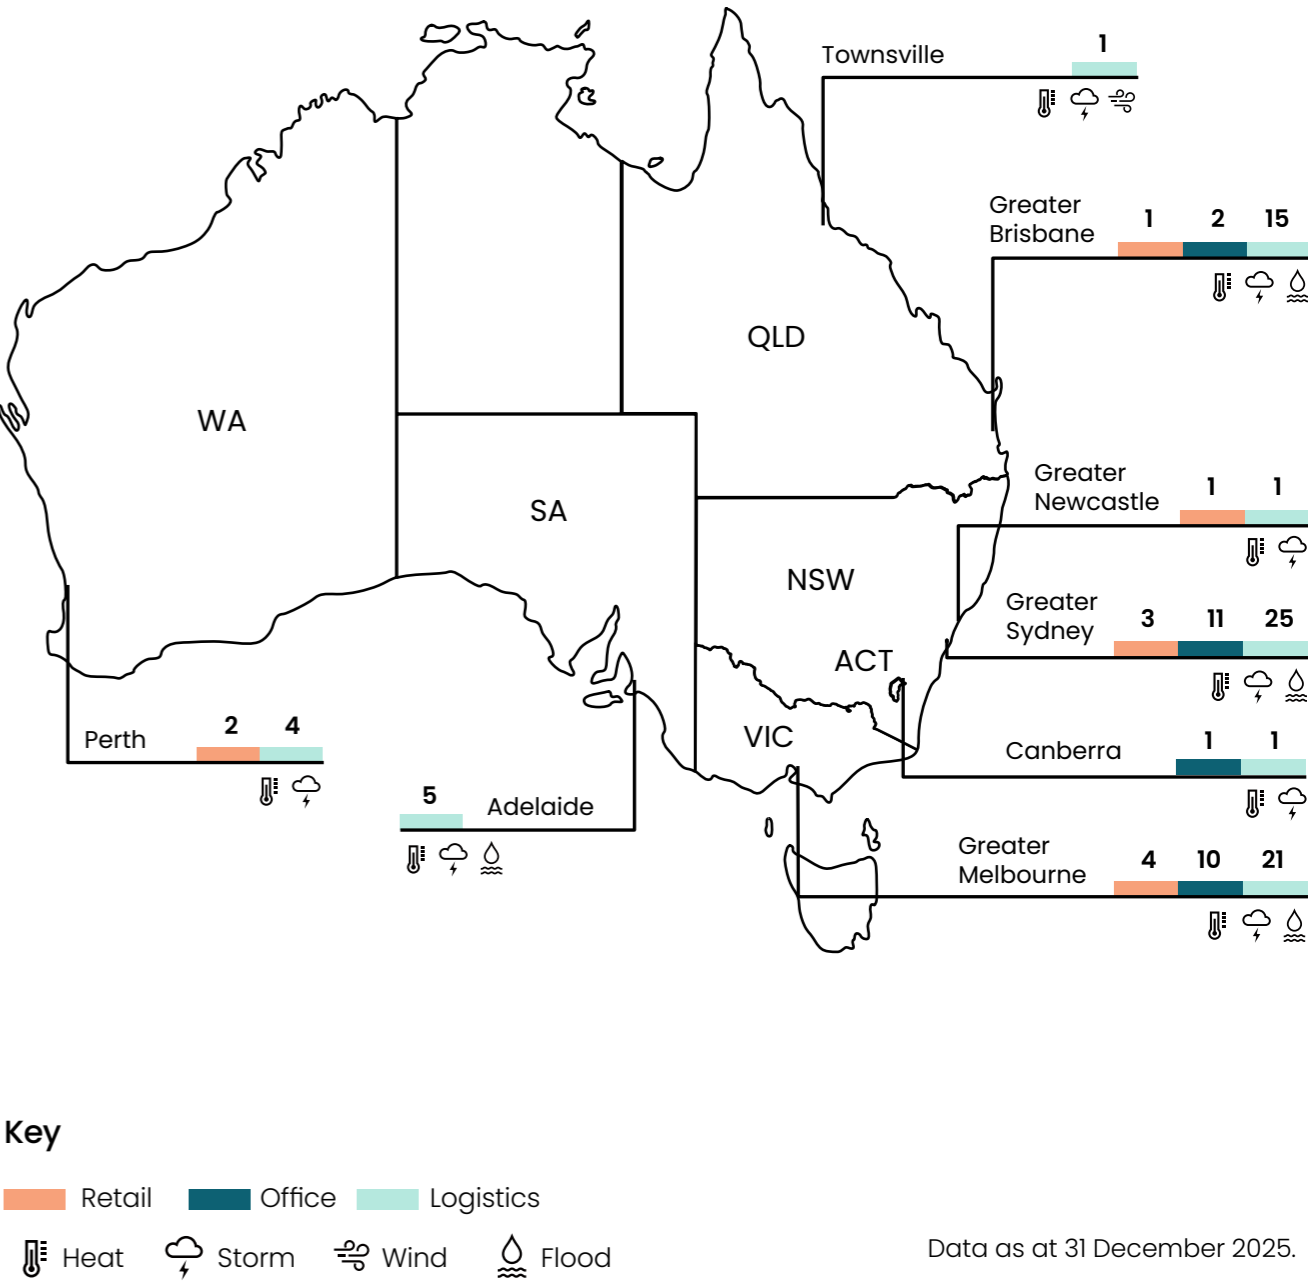 Townsville
1
Greater
Brisbane
1 2 15
QLD
WA
SA
Greater
Newcastle
1 1
NSW
Greater
Sydney
3 11 25
ACT
VIC
Perth
2 4
Canberra
1 1
5
Adelaide
Greater
Melbourne
4 10 21
Key
Retail Office Logistics
Heat Storm Wind Flood
Data as at 31 December 2025.